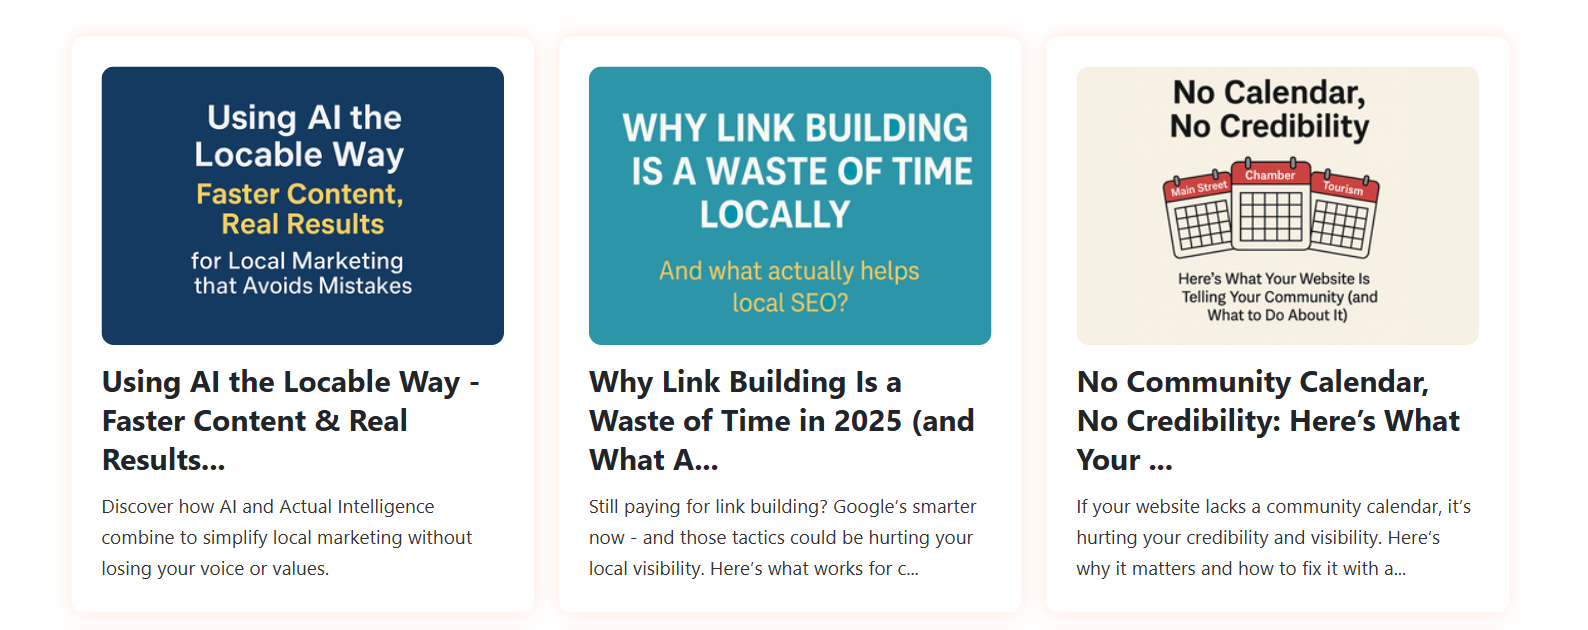 Using AI the
Locable Way
Faster Content,
Real Results
for Local Marketing
that Avoids Mistakes
Using AI the Locable Way -
Faster Content & Real
Results...
Discover how AI and Actual Intelligence
combine to simplify local marketing without
losing your voice or values.
WHY LINK BUILDING
IS A WASTE OF TIME
LOCALLY
And what actually helps
local SEO?
Why Link Building Is a
Waste of Time in 2025 (and
What A...
Still paying for link building? Google’s smarter
now - and those tactics could be hurting your
local visibility. Here’s what works for c...
No Calendar,
No Credibility
Main Street
Chamber
Tourism
Here’s What Your Website Is
Telling Your Community (and
What to Do About It)
No Community Calendar,
No Credibility: Here’s What
Your ...
If your website lacks a community calendar, it’s
hurting your credibility and visibility. Here’s
why it matters and how to fix it with a...